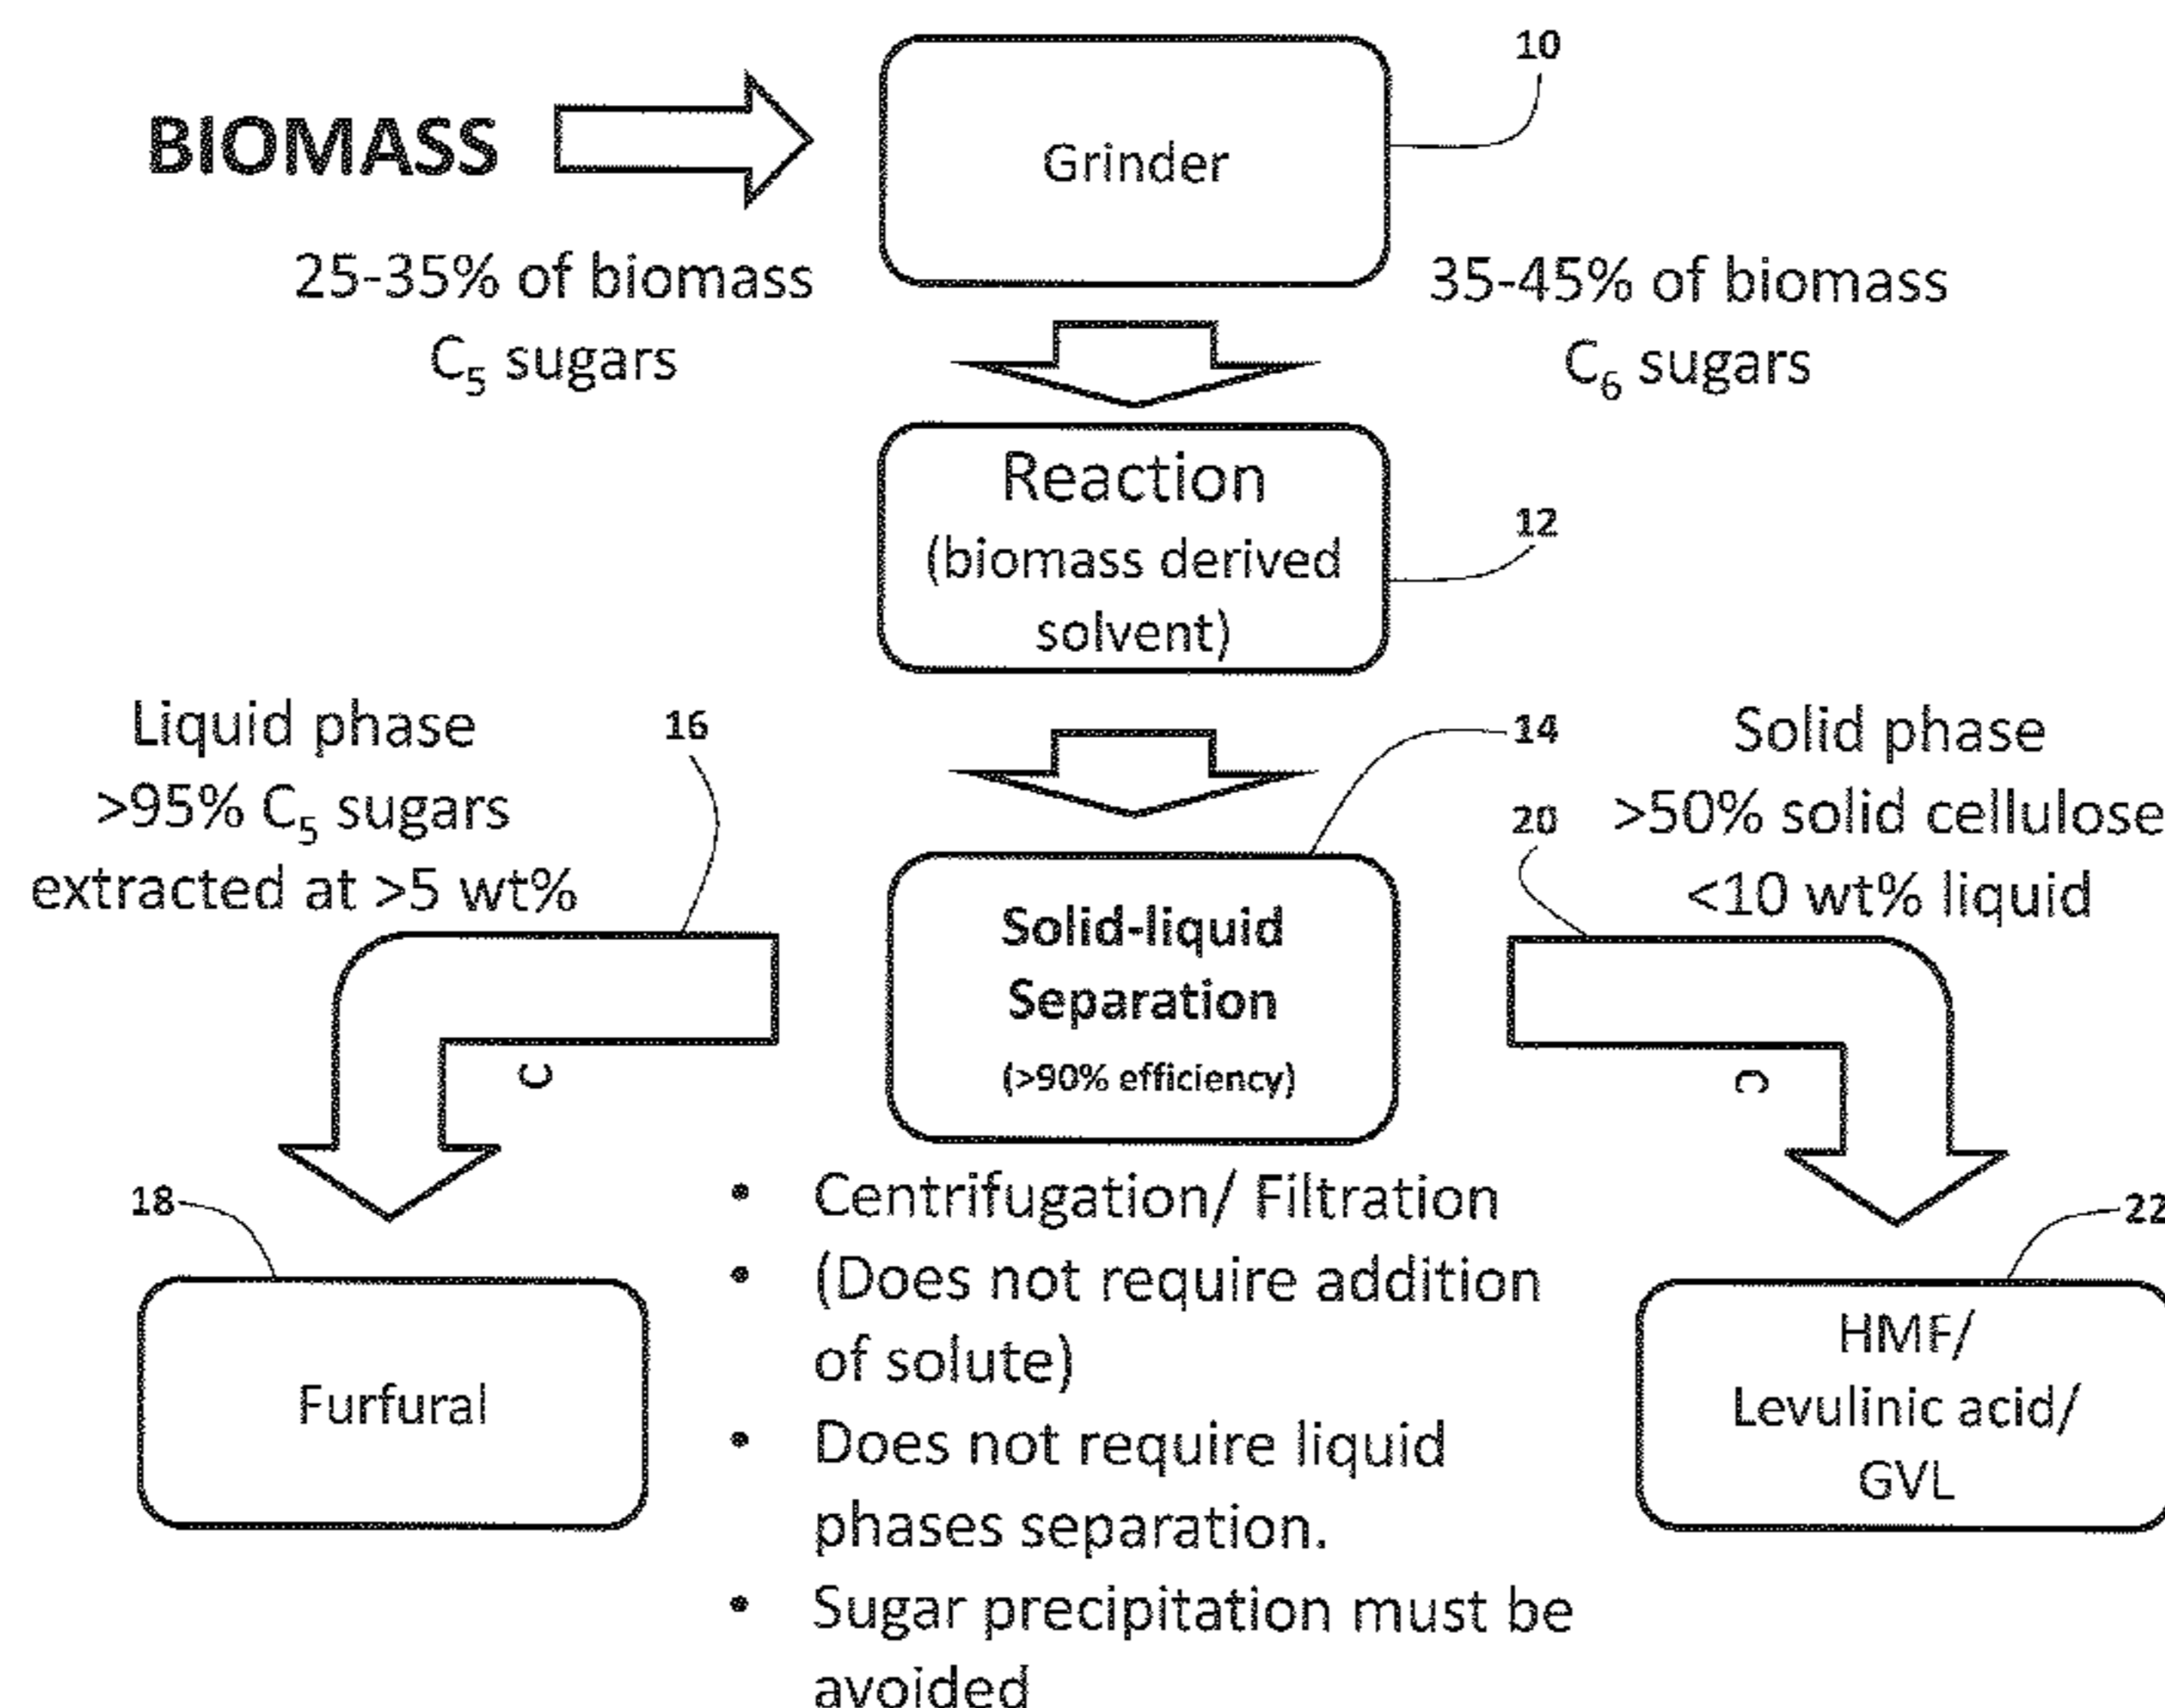 10
BIOMASS
Grinder
25-35% of biomass
C₅ sugars
35-45% of biomass
C₆ sugars
Reaction
(biomass derived
solvent)
12
Liquid phase
>95% C₅ sugars
extracted at >5 wt%
16
14
Solid phase
>50% solid cellulose
<10 wt% liquid
20
Solid-liquid
Separation
(>90% efficiency)
C
C
18
Furfural
• Centrifugation/ Filtration
• (Does not require addition
of solute)
• Does not require liquid
phases separation.
• Sugar precipitation must be
avoided
22
HMF/
Levulinic acid/
GVL